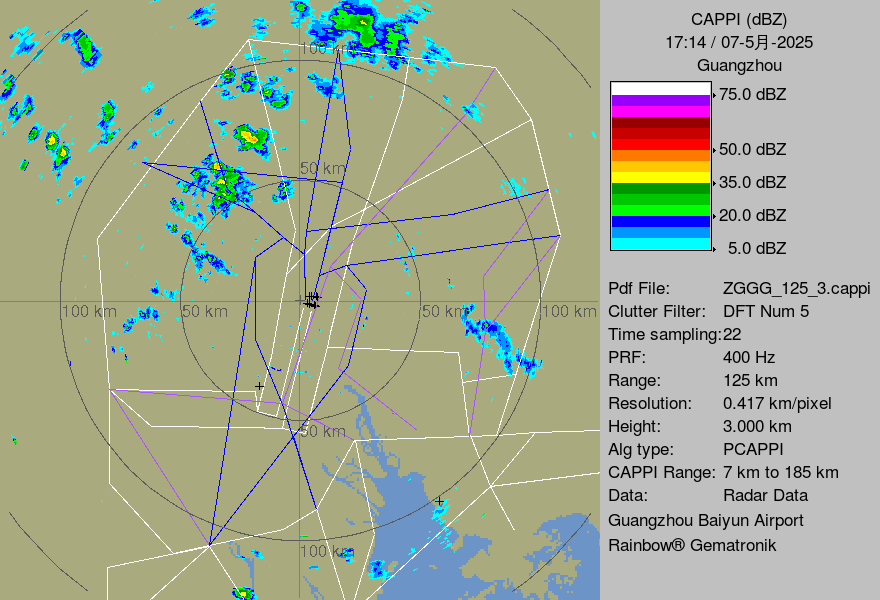 CAPPI (dBZ)
17:14 / 07-5月-2025
Guangzhou
75.0 dBZ
50.0 dBZ
35.0 dBZ
20.0 dBZ
5.0 dBZ
Pdf File: ZGGG_125_3.cappi
Clutter Filter: DFT Num 5
Time sampling:22
PRF: 400 Hz
Range: 125 km
Resolution: 0.417 km/pixel
Height: 3.000 km
Alg type: PCAPPI
CAPPI Range: 7 km to 185 km
Data: Radar Data
Guangzhou Baiyun Airport
Rainbow® Gematronik
100 km
50 km
100 km
50 km
50 km
100 km
50 km
100 km